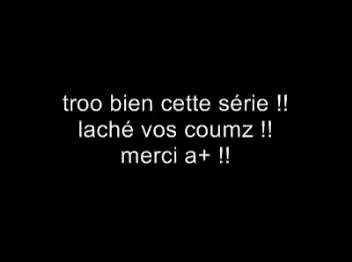 troo bien cette série !!
laché vos coumz !!
merci a+ !!